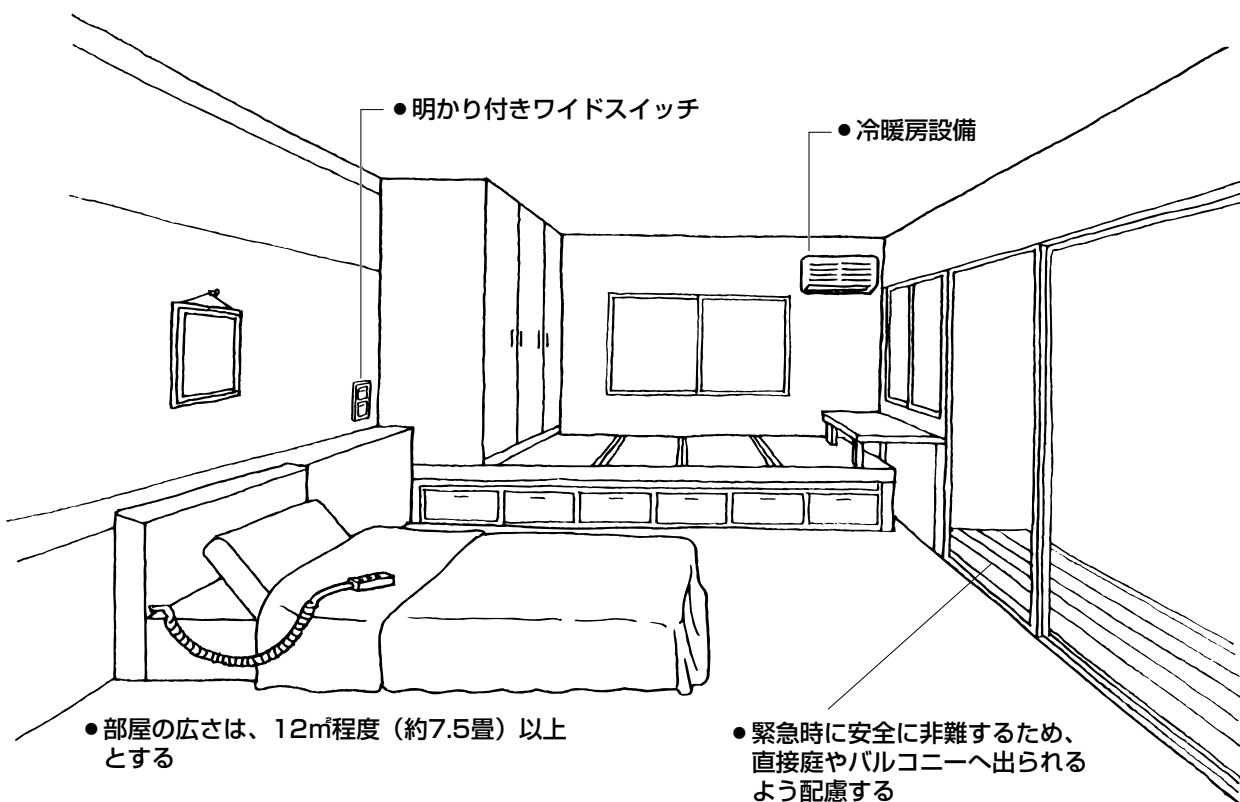 ●明かり付きワイドスイッチ
●冷暖房設備
●部屋の広さは、12㎡程度（約7.5畳）以上
とする
●緊急時に安全に非難するため、
直接庭やバルコニーへ出られる
よう配慮する